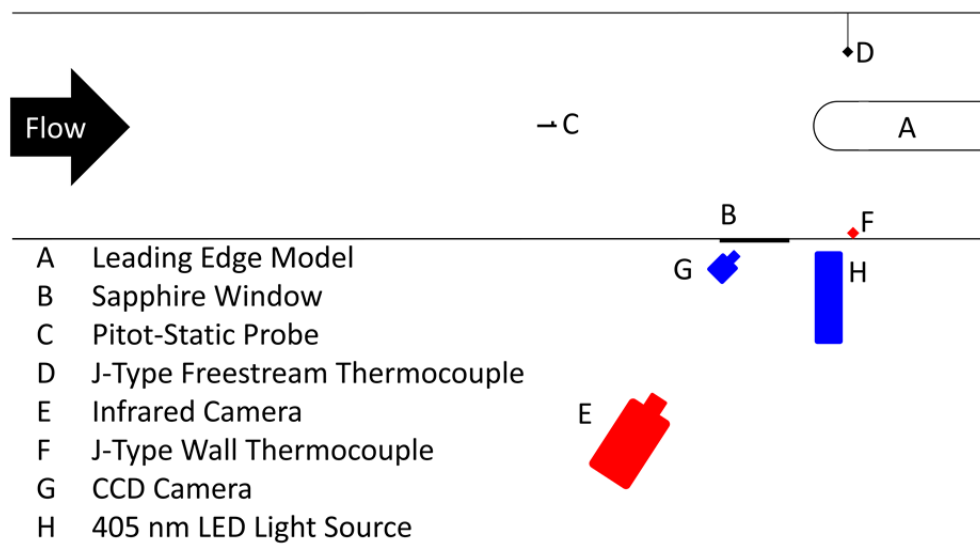 D
Flow
C
A
B
F
G
H
E
A Leading Edge Model
B Sapphire Window
C Pitot-Static Probe
D J-Type Freestream Thermocouple
E Infrared Camera
F J-Type Wall Thermocouple
G CCD Camera
H 405 nm LED Light Source